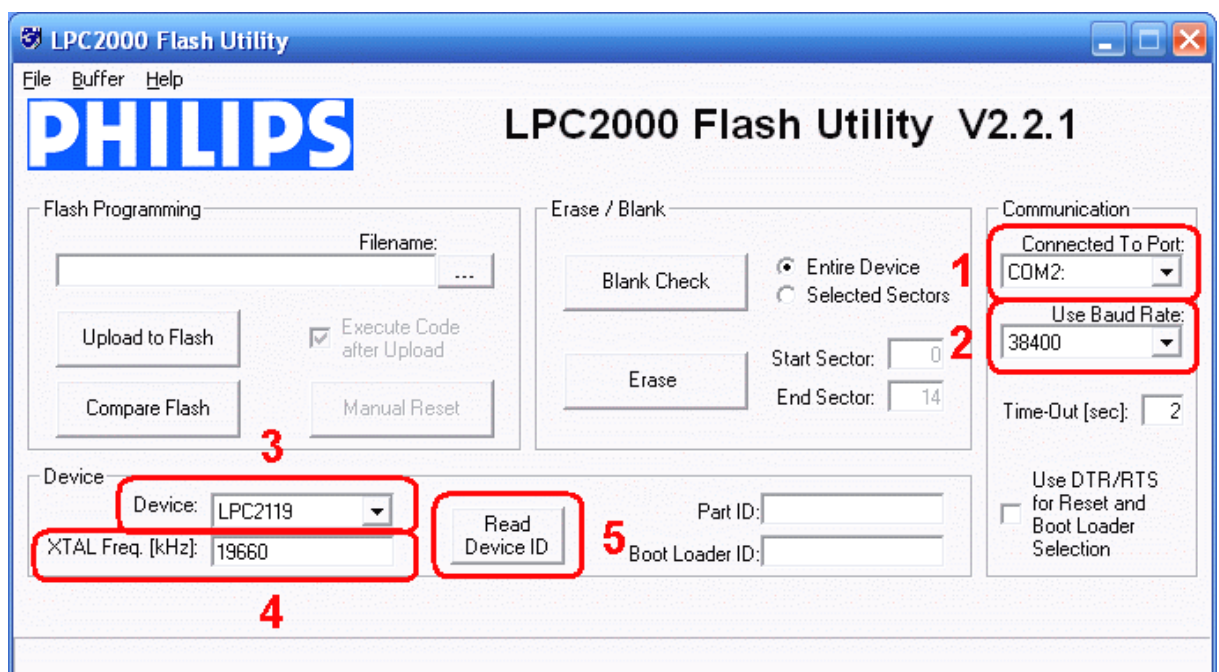 LPC2000 Flash Utility
File Buffer Help
PHILIPS
LPC2000 Flash Utility V2.2.1
Flash Programming
Filename:
...
Upload to Flash
Execute Code
after Upload
Compare Flash
Manual Reset
Erase / Blank
Blank Check
Entire Device
Selected Sectors
Erase
Start Sector: 0
End Sector: 14
Communication
1
Connected To Port:
COM2:
2
Use Baud Rate:
38400
Time-Out [sec]: 2
Use DTR/RTS
for Reset and
Boot Loader
Selection
3
Device
Device: LPC2119
XTAL Freq. [kHz]: 19660
4
Read
Device ID
5
Part ID:
Boot Loader ID: